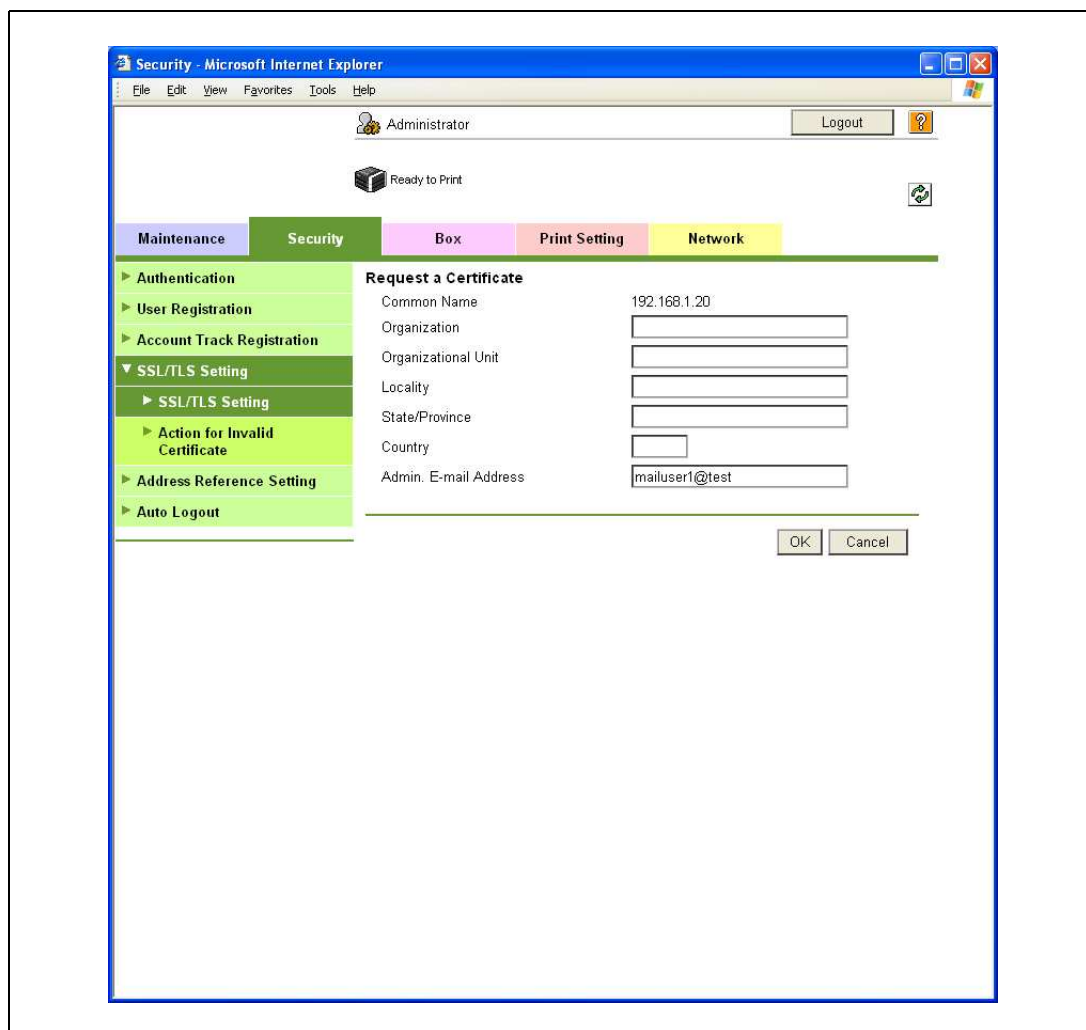 Security - Microsoft Internet Explorer
File Edit View Favorites Tools Help
Administrator Logout ?
Ready to Print
Maintenance Security Box Print Setting Network
Authentication
User Registration
Account Track Registration
SSL/TLS Setting
SSL/TLS Setting
Action for Invalid
Certificate
Address Reference Setting
Auto Logout
Request a Certificate
Common Name 192.168.1.20
Organization
Organizational Unit
Locality
State/Province
Country
Admin. E-mail Address mailuser1@test
OK Cancel